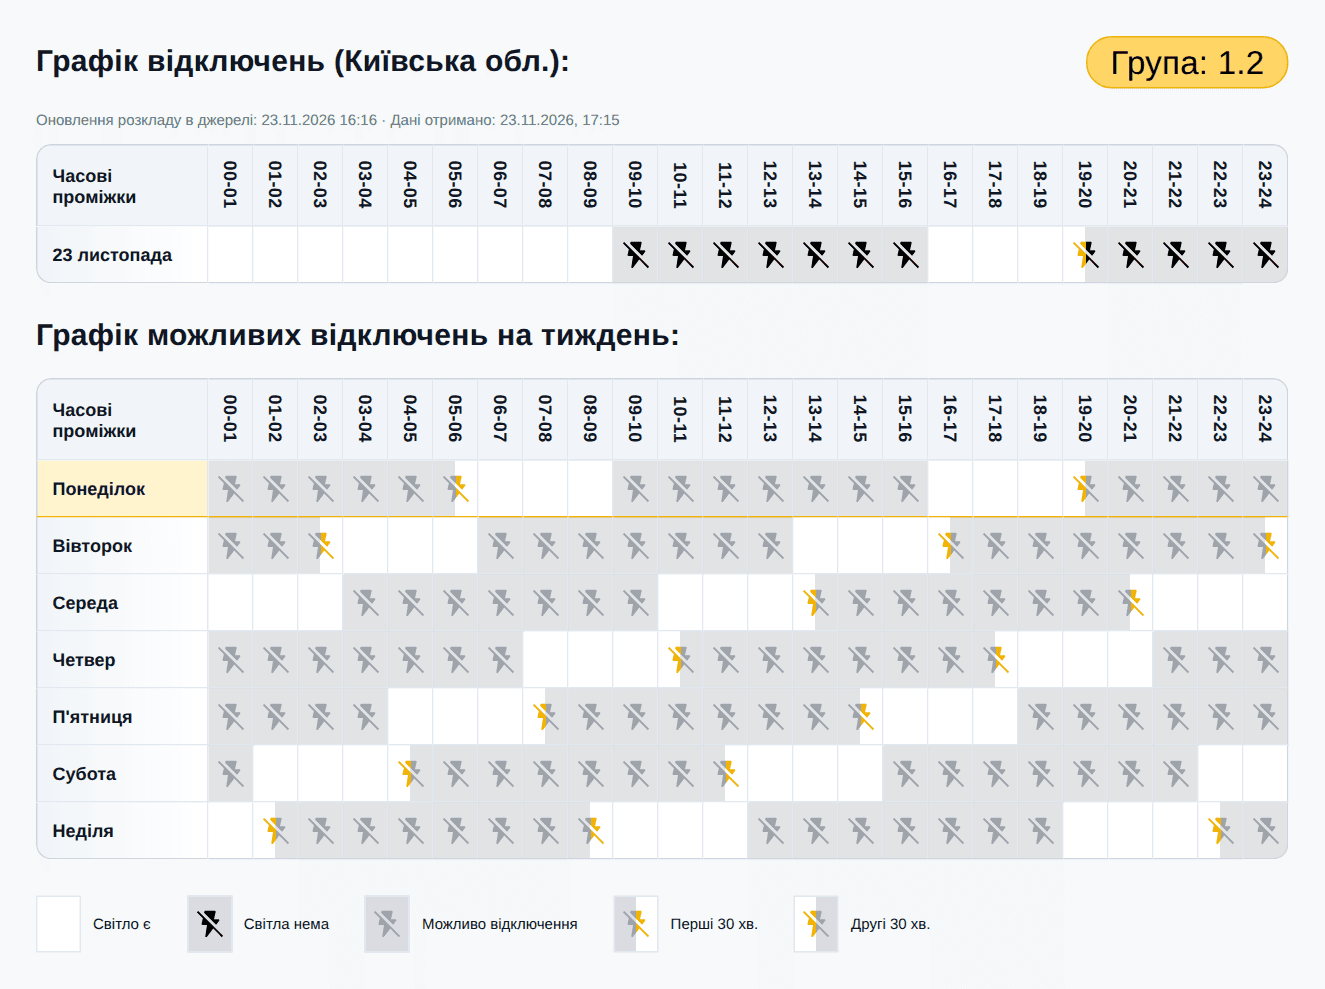 Графік відключень (Київська обл.):
Група: 1.2
Оновлення розкладу в джерелі: 23.11.2026 16:16 · Дані отримано: 23.11.2026, 17:15
Часові проміжки 00-01 01-02 02-03 03-04 04-05 05-06 06-07 07-08 08-09 09-10 10-11 11-12 12-13 13-14 14-15 15-16 16-17 17-18 18-19 19-20 20-21 21-22 22-23 23-24
23 листопада
Графік можливих відключень на тиждень:
Часові проміжки 00-01 01-02 02-03 03-04 04-05 05-06 06-07 07-08 08-09 09-10 10-11 11-12 12-13 13-14 14-15 15-16 16-17 17-18 18-19 19-20 20-21 21-22 22-23 23-24
Понеділок
Вівторок
Середа
Четвер
П'ятниця
Субота
Неділя
Світло є Світла нема Можливо відключення Перші 30 хв. Другі 30 хв.